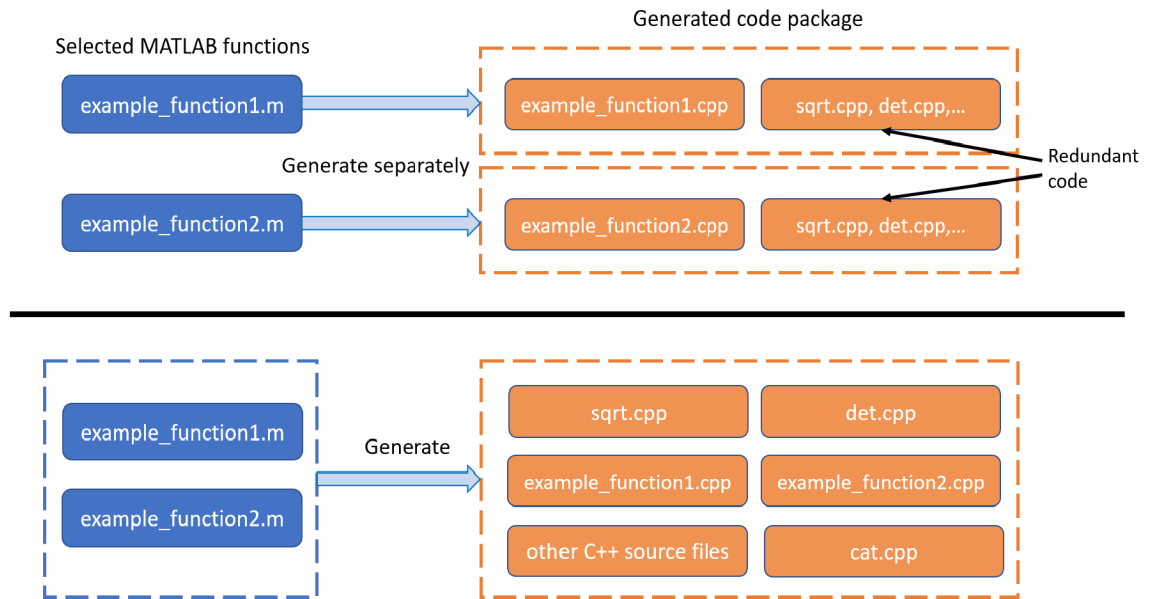 Generated code package
Selected MATLAB functions
example_function1.m
example_function1.cpp
sqrt.cpp, det.cpp,...
Generate separately
Redundant
code
example_function2.m
example_function2.cpp
sqrt.cpp, det.cpp,...
sqrt.cpp
det.cpp
example_function1.m
Generate
example_function1.cpp
example_function2.cpp
example_function2.m
other C++ source files
cat.cpp